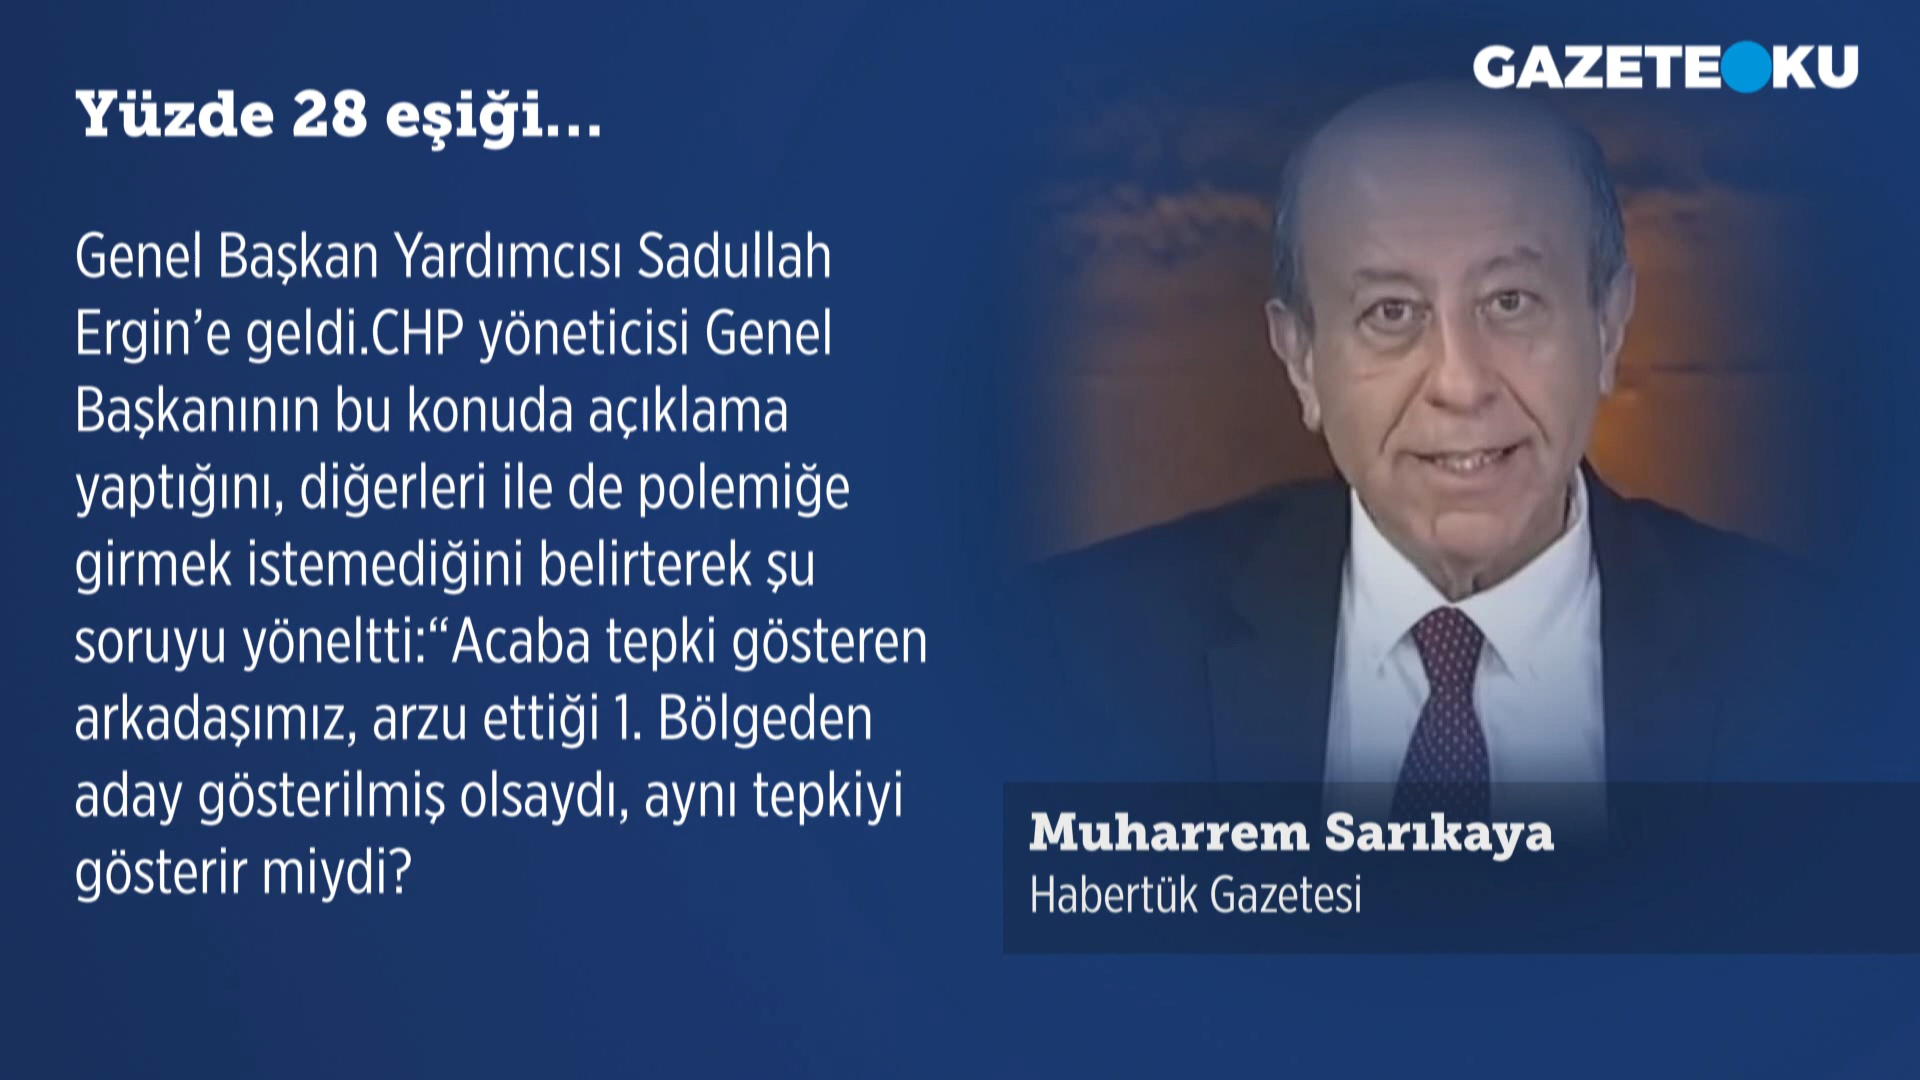 GAZETEOKU
Yüzde 28 eşiği...
Genel Başkan Yardımcısı Sadullah
Ergin’e geldi.CHP yöneticisi Genel
Başkanının bu konuda açıklama
yaptığını, diğerleri ile de polemiğe
girmek istemediğini belirterek şu
soruyu yöneltti:“Acaba tepki gösteren
arkadaşımız, arzu ettiği 1. Bölgeden
aday gösterilmiş olsaydı, aynı tepkiyi
gösterir miydi?
Muharrem Sarıkaya
Habertük Gazetesi